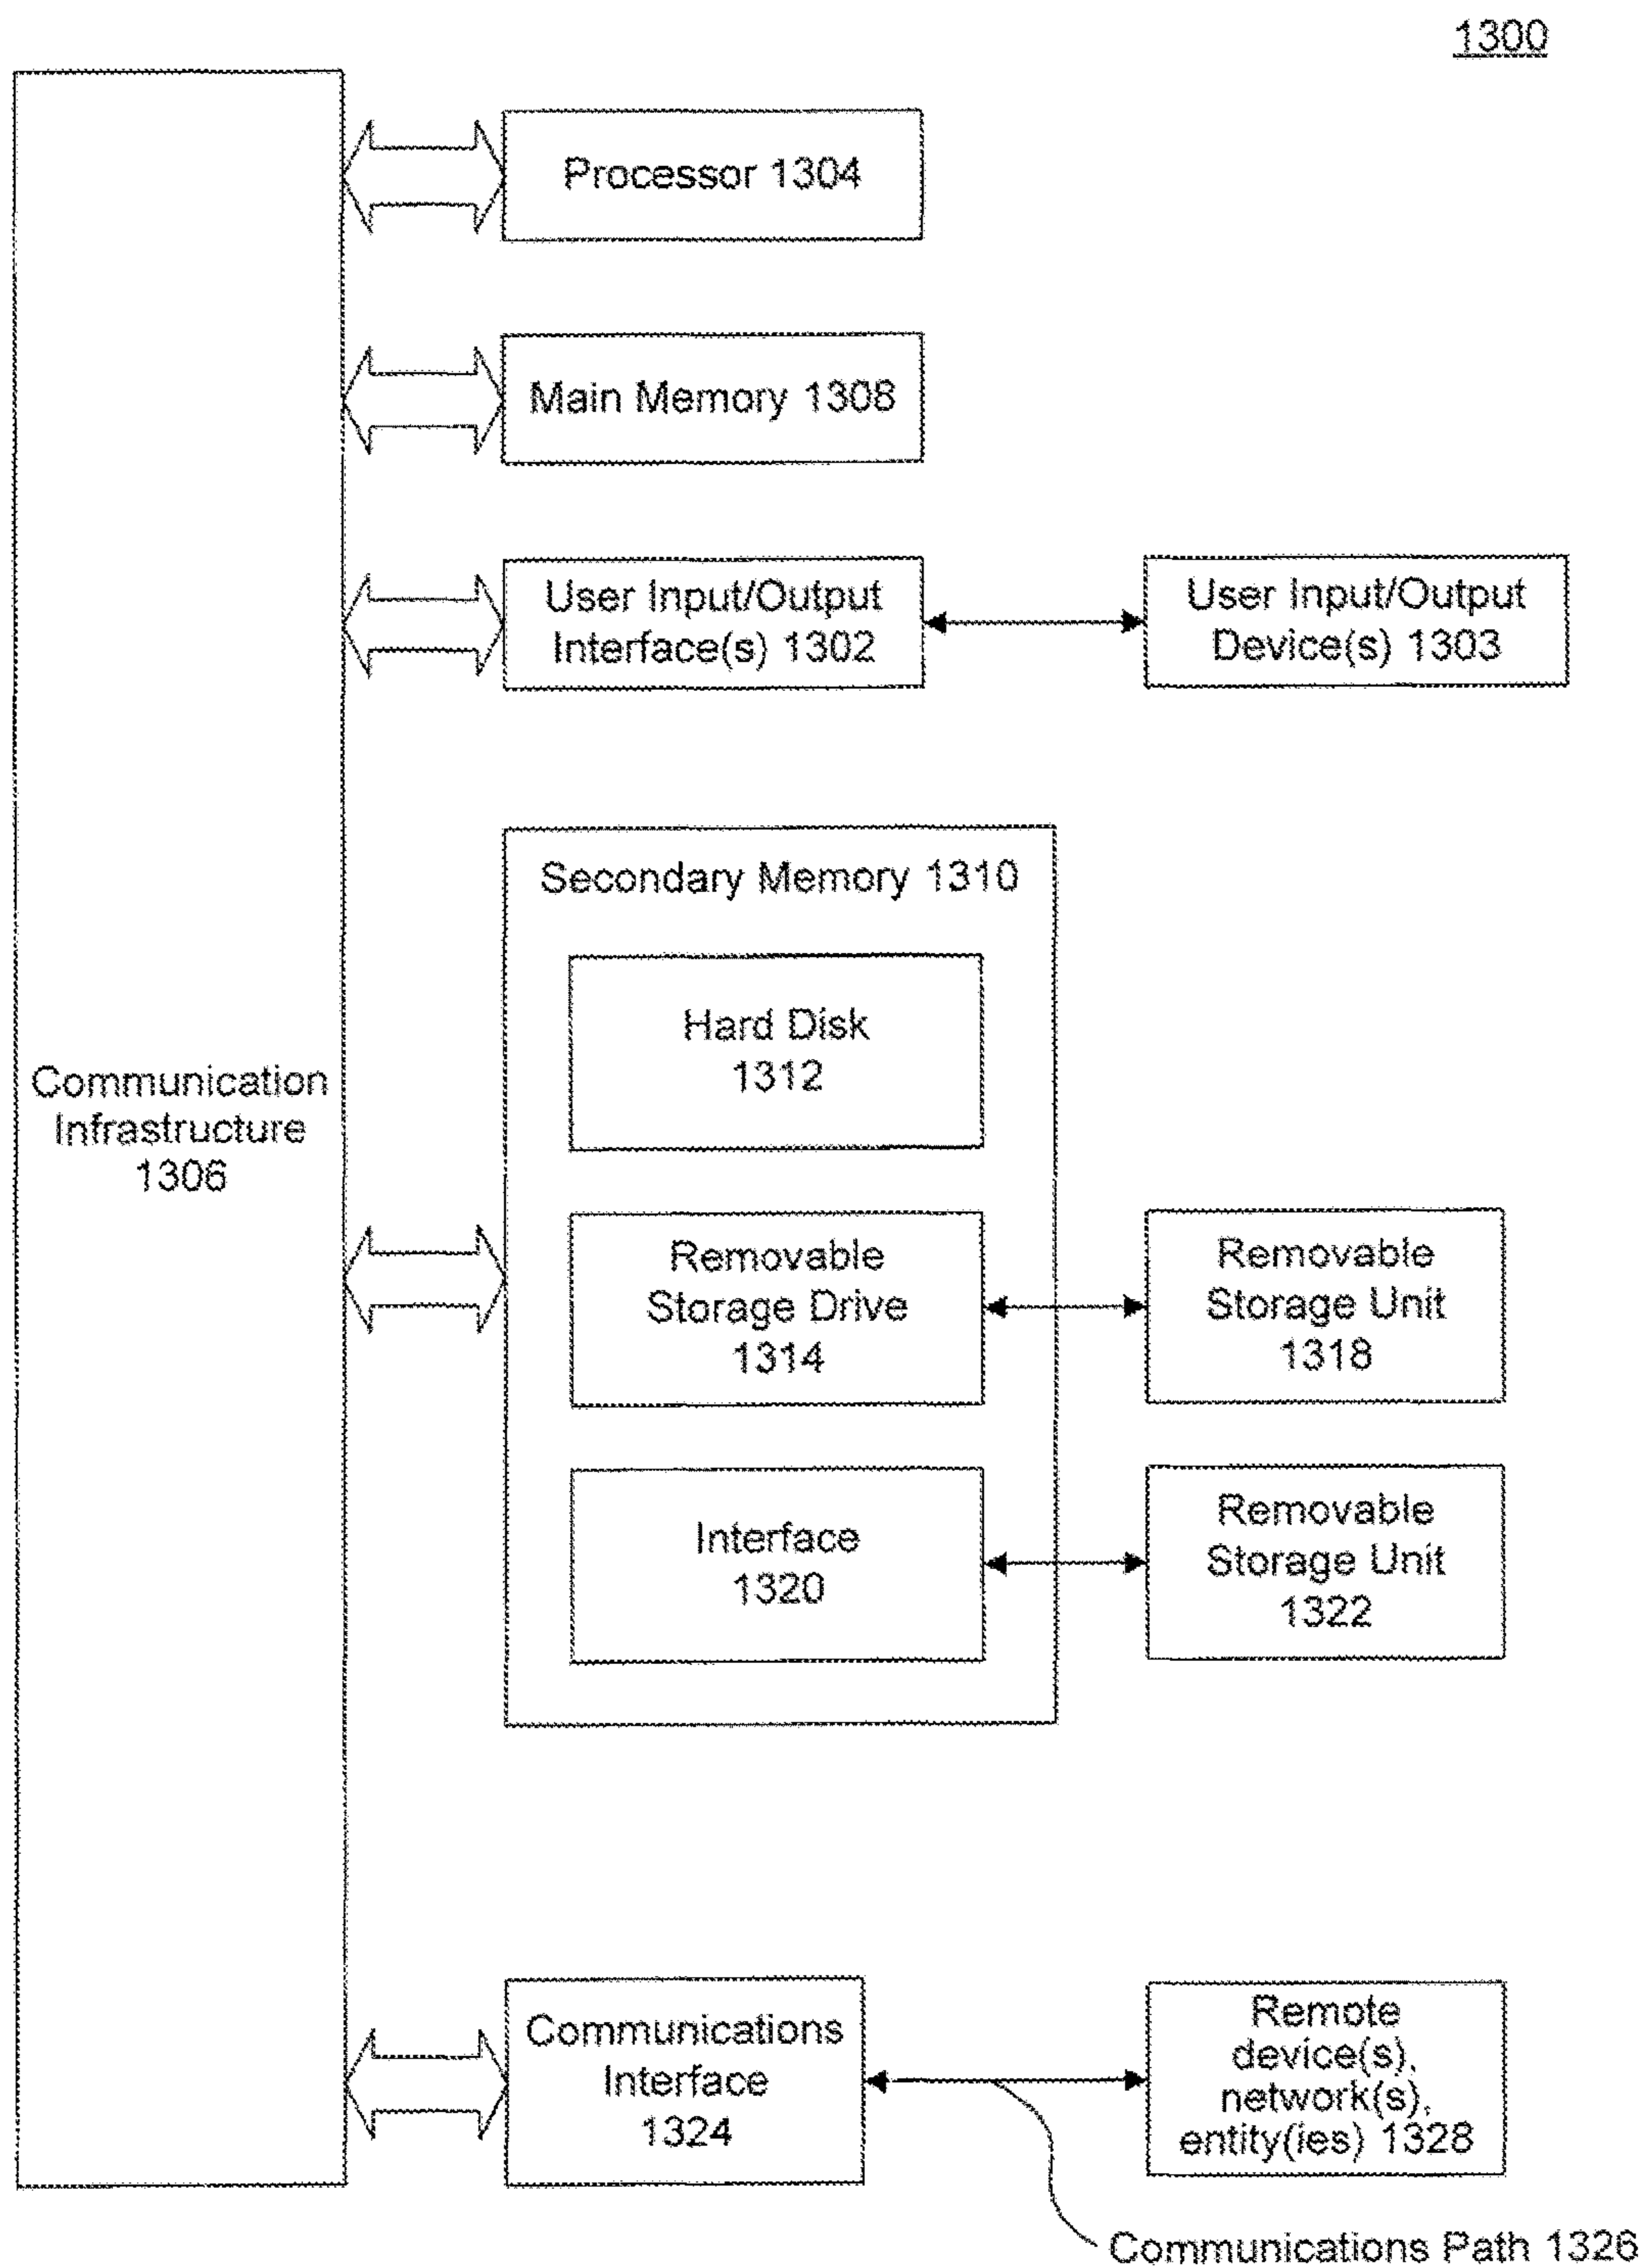 1300
Processor 1304
Main Memory 1308
User Input/Output
Interface(s) 1302
User Input/Output
Device(s) 1303
Secondary Memory 1310
Hard Disk
1312
Communication
Infrastructure
1306
Removable
Storage Drive
1314
Removable
Storage Unit
1318
Interface
1320
Removable
Storage Unit
1322
Communications
Interface
1324
Remote
device(s),
network(s),
entity(ies) 1328
Communications Path 1326